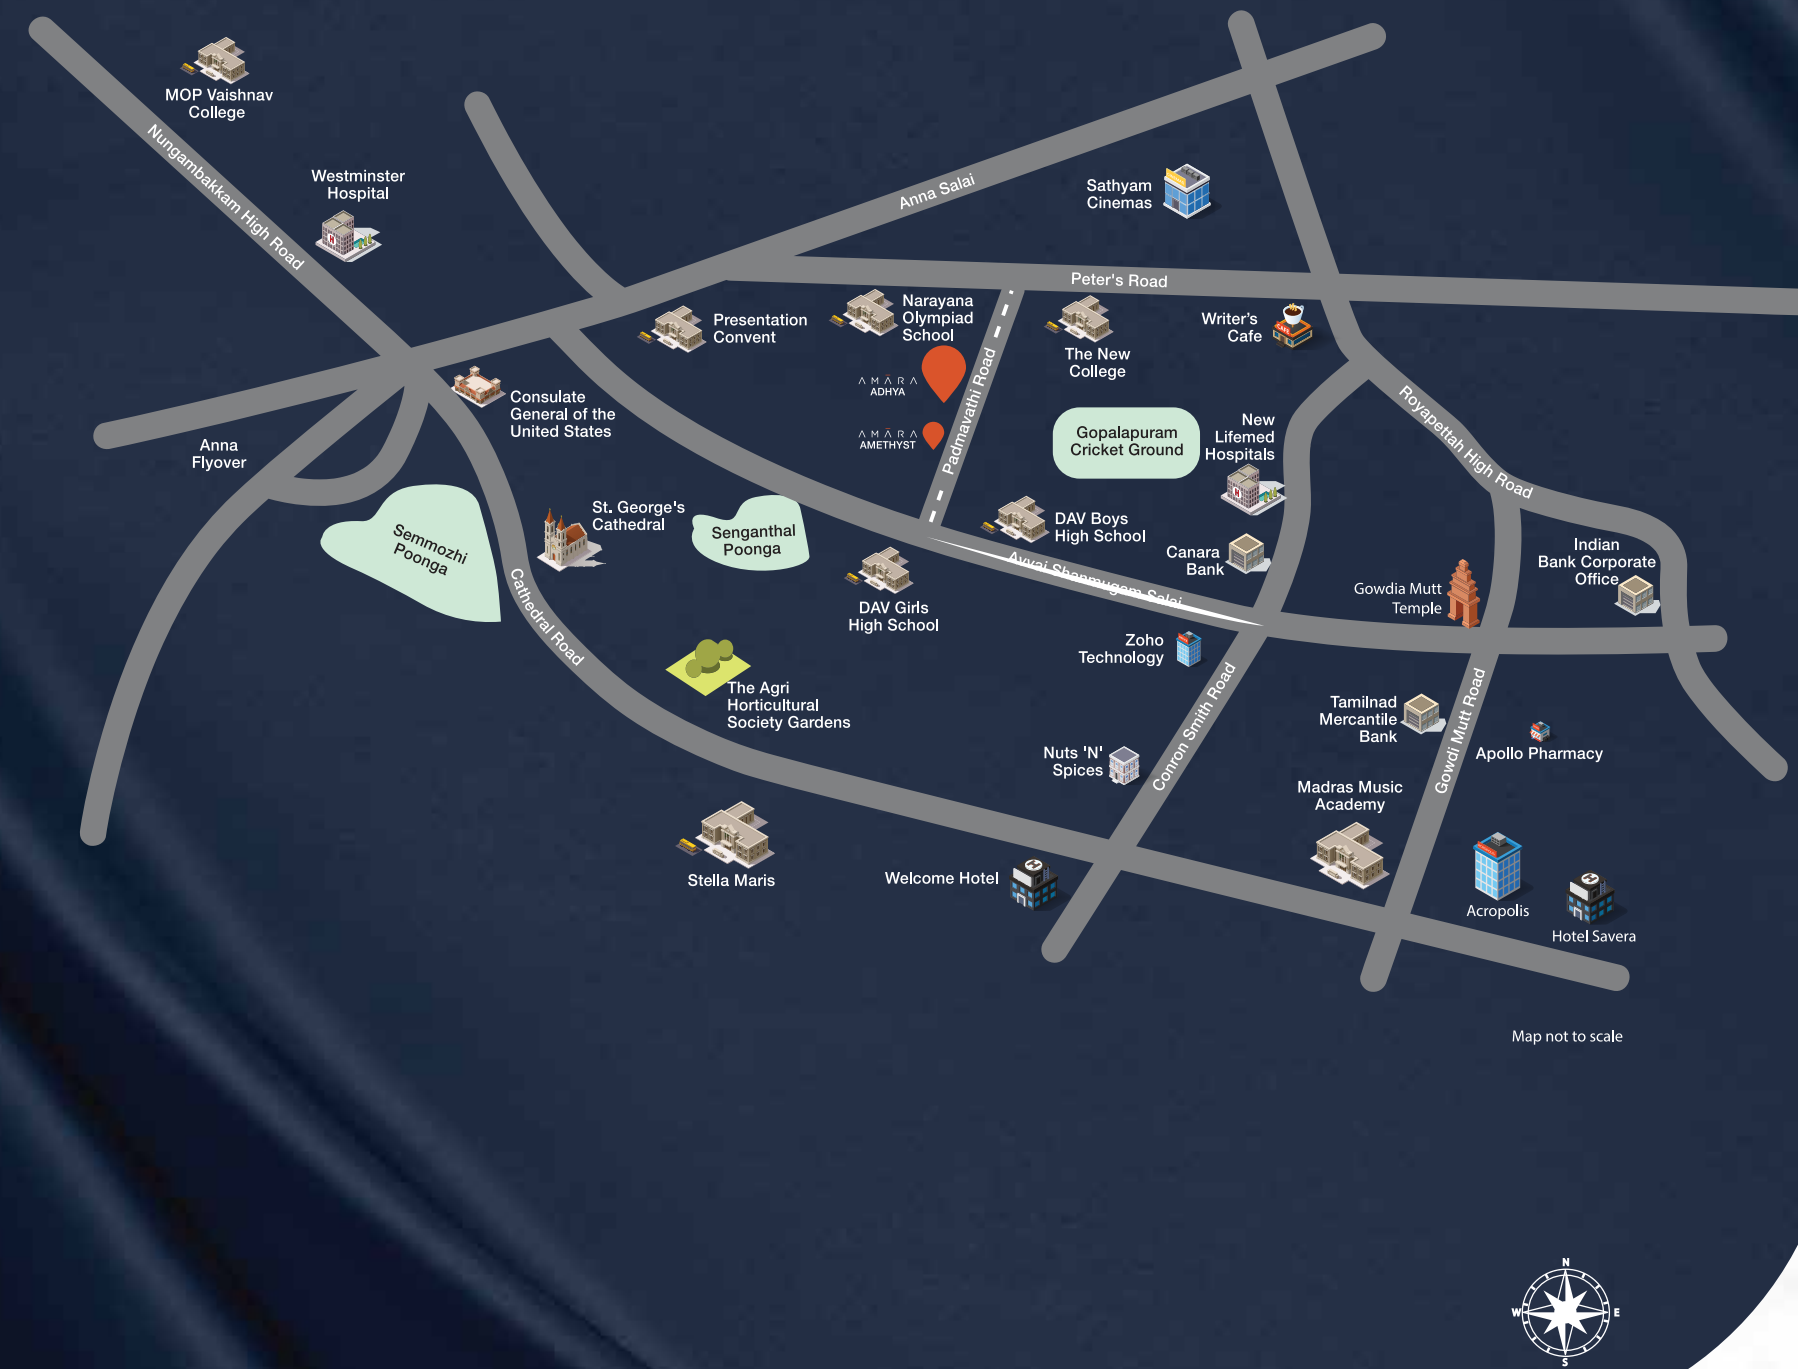 MOP Vaishnav
College
Nungambakkam High Road
Westminster
Hospital
Anna Salai
Sathyam
Cinemas
Peter's Road
Presentation
Convent
Narayana
Olympiad
School
AMARA
ADHYA
AMARA
AMETHYST
Padmavathi Road
The New
College
Writer's
Cafe
Consulate
General of the
United States
Anna
Flyover
Gopalapuram
Cricket Ground
New
Lifemed
Hospitals
Royapettah High Road
Semmozhi
Poonga
St. George's
Cathedral
Senganthal
Poonga
DAV Boys
High School
Canara
Bank
Avvai Shanmugam Salai
Indian
Bank Corporate
Office
Gowdia Mutt
Temple
Cathedral Road
DAV Girls
High School
Zoho
Technology
The Agri
Horticultural
Society Gardens
Conron Smith Road
Tamilnad
Mercantile
Bank
Gowdi Mutt Road
Apollo Pharmacy
Nuts 'N'
Spices
Madras Music
Academy
Stella Maris
Welcome Hotel
Acropolis
Hotel Savera
Map not to scale
N
W
E
S